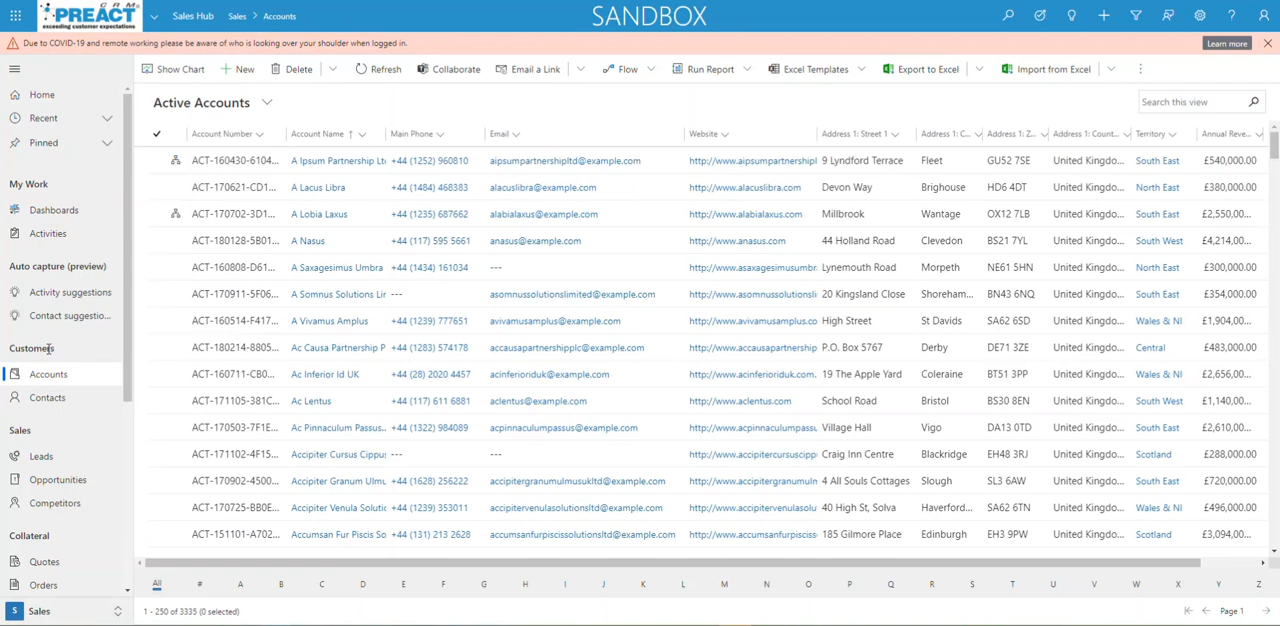 PREACT CRM
exceeding customer expectations
Sales Hub Sales > Accounts
SANDBOX
Due to COVID-19 and remote working please be aware of who is looking over your shoulder when logged in.
Learn more
Show Chart New Delete Refresh Collaborate Email a Link Flow Run Report Excel Templates Export to Excel Import from Excel
Home
Recent
Pinned
My Work
Dashboards
Activities
Auto capture (preview)
Activity suggestions
Contact suggestio...
Customers
Accounts
Contacts
Sales
Leads
Opportunities
Competitors
Collateral
Quotes
Orders
S Sales
Active Accounts
Search this view
Account Number Account Name ↑ Main Phone Email Website Address 1: Street 1 Address 1: C... Address 1: Z... Address 1: Count... Territory Annual Reve...
ACT-160430-6104... A Ipsum Partnership Lt +44 (1252) 960810 aipsumpartnershipltd@example.com http://www.aipsumpartnershipl 9 Lyndford Terrace Fleet GU52 7SE United Kingdo... South East £540,000.00
ACT-170621-CD1... A Lacus Libra +44 (1484) 468383 alacuslibra@example.com http://www.alacuslibra.com Devon Way Brighouse HD6 4DT United Kingdo... North East £380,000.00
ACT-170702-3D1... A Lobia Laxus +44 (1235) 687662 alabialaxus@example.com http://www.alabialaxus.com Millbrook Wantage OX12 7LB United Kingdo... South East £2,550,00...
ACT-180128-5B01... A Nasus +44 (117) 595 5661 anasus@example.com http://www.anasus.com 44 Holland Road Clevedon BS21 7YL United Kingdo... South West £4,214,00...
ACT-160808-D61... A Saxagesimus Umbra +44 (1434) 161034 --- http://www.asaxagesimusumbr Lynemouth Road Morpeth NE61 5HN United Kingdo... North East £300,000.00
ACT-170911-5F06... A Somnus Solutions Lir --- asomnussolutionslimited@example.com http://www.asomnussolutionsli 20 Kingsland Close Shoreham... BN43 6NQ United Kingdo... South East £354,000.00
ACT-160514-F417... A Vivamus Amplus +44 (1239) 777651 avivamusamplus@example.com http://www.avivamusamplus.co High Street St Davids SA62 6SD United Kingdo... Wales & NI £1,904,00...
ACT-180214-8805... Ac Causa Partnership P +44 (1283) 574178 accausapartnershipplc@example.com http://www.accausapartnership P.O. Box 5767 Derby DE71 3ZE United Kingdo... Central £483,000.00
ACT-160711-CB0... Ac Inferior Id UK +44 (28) 2020 4457 acinferioriduk@example.com http://www.acinferioriduk.com. 19 The Apple Yard Coleraine BT51 3PP United Kingdo... Wales & NI £2,656,00...
ACT-171105-381C... Ac Lentus +44 (117) 611 6881 aclentus@example.com http://www.aclentus.com School Road Bristol BS30 8EN United Kingdo... South West £1,140,00...
ACT-170503-7F1E... Ac Pinnaculum Passus.. +44 (1322) 984089 acpinnaculumpassus@example.com http://www.acpinnaculumpassu Village Hall Vigo DA13 0TD United Kingdo... South East £2,610,00...
ACT-171102-4F15... Accipiter Cursus Cippu --- --- http://www.accipitercursuscipp Craig Inn Centre Blackridge EH48 3RJ United Kingdo... Scotland £288,000.00
ACT-170902-4500... Accipiter Granum Ulmu +44 (1628) 256222 accipitergranumulmusukltd@example.com http://www.accipitergranumulm 4 All Souls Cottages Slough SL3 6AW United Kingdo... South East £720,000.00
ACT-170725-BB0E... Accipiter Venula Solutic +44 (1239) 353011 accipitervenulasolutionsltd@example.com http://www.accipitervenulasolu 40 High St, Solva Haverford... SA62 6TN United Kingdo... Wales & NI £496,000.00
ACT-151101-A702... Accumsan Fur Piscis So +44 (131) 213 2628 accumsanfurpiscissolutionsltd@example.com http://www.accumsanfurpisciss 185 Gilmore Place Edinburgh EH3 9PW United Kingdo... Scotland £3,094,00...
All # A B C D E F G H I J K L M N O P Q R S T U V W X Y Z
1 - 250 of 3335 (0 selected)
Page 1